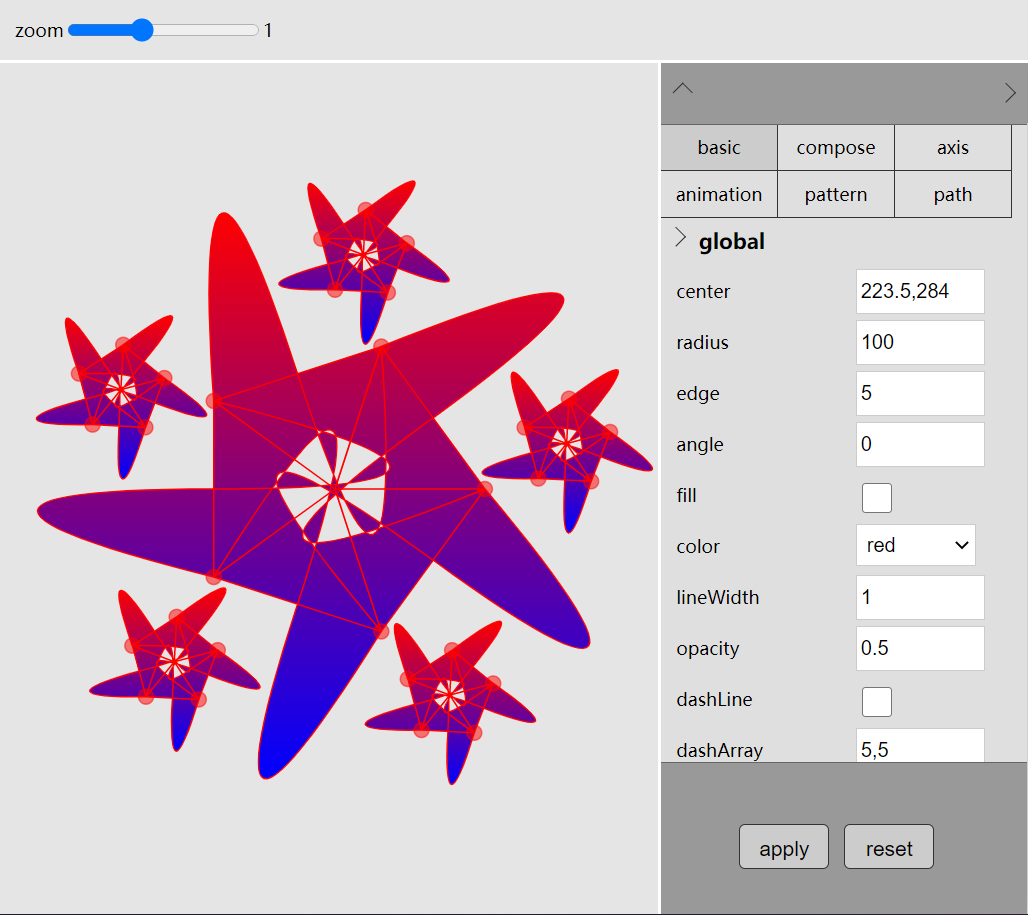 zoom 1
basic compose axis
animation pattern path
global
center 223.5,284
radius 100
edge 5
angle 0
fill
color red
lineWidth 1
opacity 0.5
dashLine
dashArray 5,5
apply reset